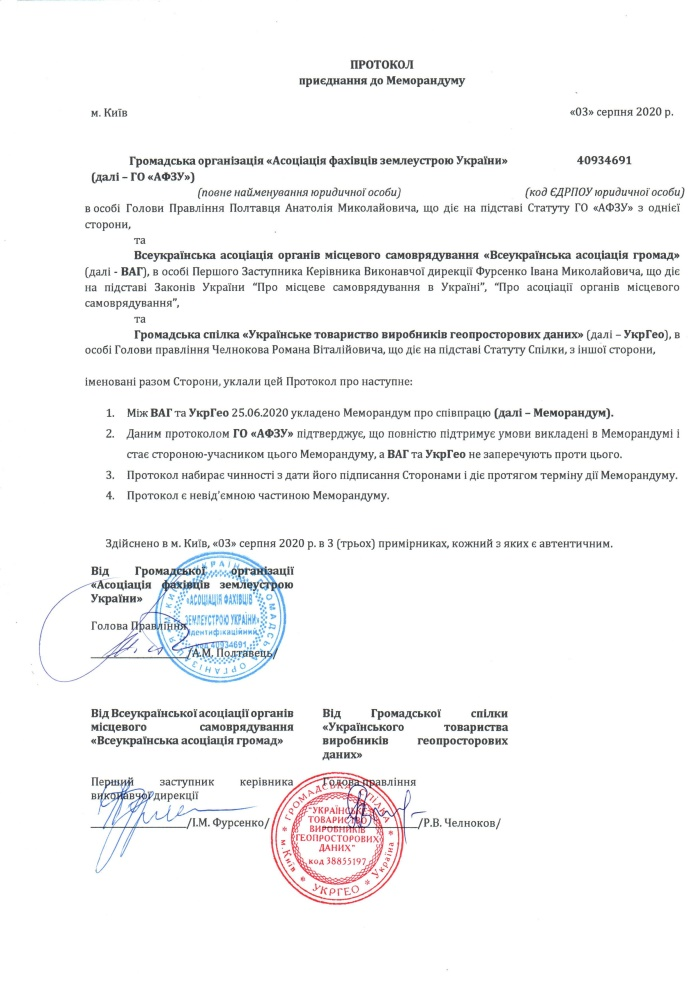 ПРОТОКОЛ
приєднання до Меморандуму
м. Київ «03» серпня 2020 р.
Громадська організація «Асоціація фахівців землеустрою України» 40934691
(далі – ГО «АФЗУ»)
(повне найменування юридичної особи) (код ЄДРПОУ юридичної особи)
в особі Голови Правління Полтавця Анатолія Миколайовича, що діє на підставі Статуту ГО «АФЗУ» з однієї
сторони,
та
Всеукраїнська асоціація органів місцевого самоврядування «Всеукраїнська асоціація громад»
(далі - ВАГ), в особі Першого Заступника Керівника Виконавчої дирекції Фурсенко Івана Миколайовича, що діє
на підставі Законів України “Про місцеве самоврядування в Україні”, “Про асоціації органів місцевого
самоврядування”,
та
Громадська спілка «Українське товариство виробників геопросторових даних» (далі – УкрГео), в
особі Голови правління Челнокова Романа Віталійовича, що діє на підставі Статуту Спілки, з іншої сторони,
іменовані разом Сторони, уклали цей Протокол про наступне:
1. Між ВАГ та УкрГео 25.06.2020 укладено Меморандум про співпрацю (далі – Меморандум).
2. Даним протоколом ГО «АФЗУ» підтверджує, що повністю підтримує умови викладені в Меморандумі і
стає стороною-учасником цього Меморандуму, а ВАГ та УкрГео не заперечують проти цього.
3. Протокол набирає чинності з дати його підписання Сторонами і діє протягом терміну дії Меморандуму.
4. Протокол є невід’ємною частиною Меморандуму.
Здійснено в м. Київ, «03» серпня 2020 р. в 3 (трьох) примірниках, кожний з яких є автентичним.
Від Громадської організації
«Асоціація фахівців землеустрою
України»
Голова Правління
/А.М. Полтавець/
«АСОЦІАЦІЯ ФАХІВЦІВ
ЗЕМЛЕУСТРОЮ УКРАЇНИ»
Ідентифікаційний
код 40934691
Від Всеукраїнської асоціації органів
місцевого самоврядування
«Всеукраїнська асоціація громад»
Перший заступник керівника
виконавчої дирекції
/І.М. Фурсенко/
Від Громадської спілки
«Українського товариства
виробників геопросторових
даних»
Голова правління
/Р.В. Челноков/
ГРОМАДСЬКА СПІЛКА
"УКРАЇНСЬКЕ
ТОВАРИСТВО
ВИРОБНИКІВ
ГЕОПРОСТОРОВИХ
ДАНИХ"
код 38855197
м.Київ * УКРГЕО * Україна